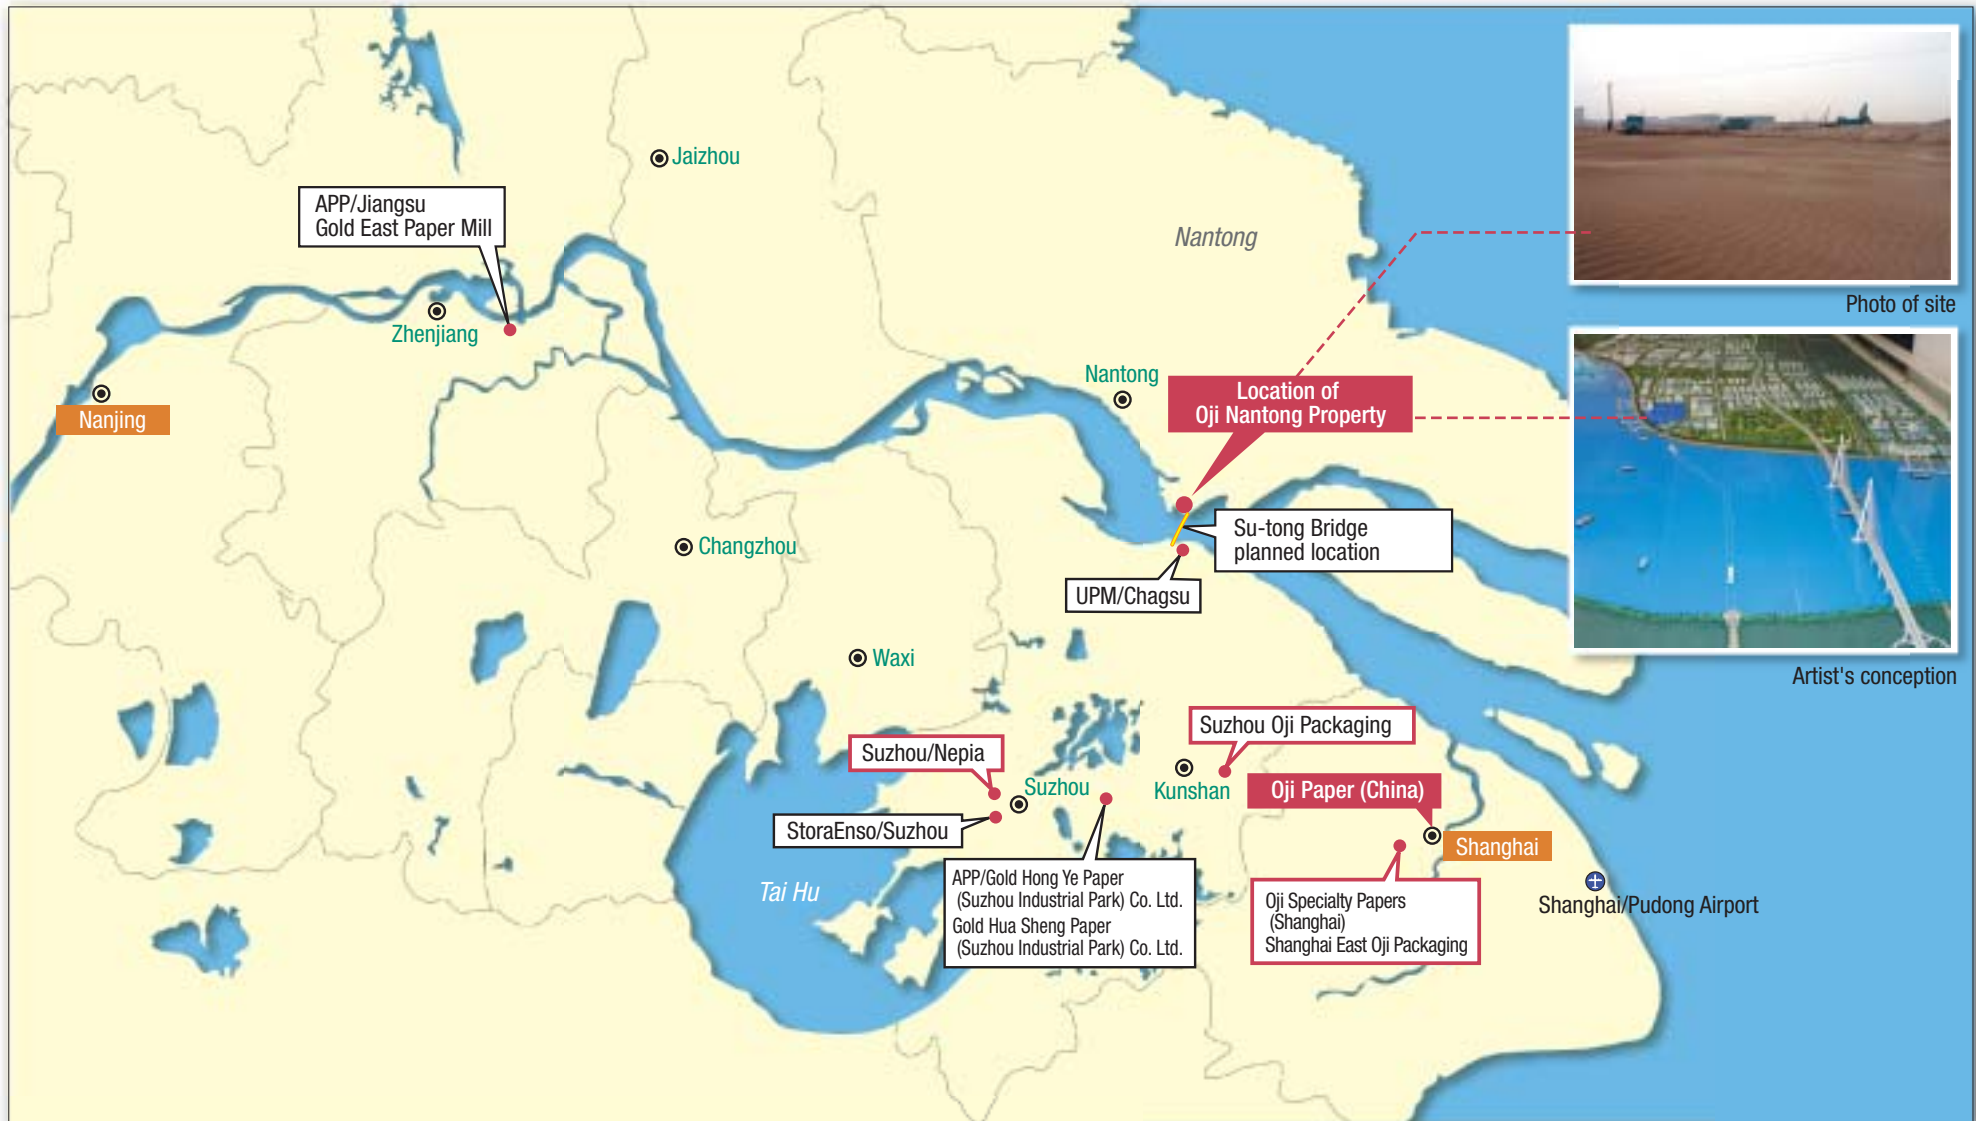 Jaizhou
APP/Jiangsu
Gold East Paper Mill
Nantong
Photo of site
Zhenjiang
Nanjing
Nantong
Location of
Oji Nantong Property
Su-tong Bridge
planned location
Changzhou
UPM/Chagsu
Waxi
Artist's conception
Suzhou/Nepia
Suzhou Oji Packaging
Suzhou
Kunshan
Oji Paper (China)
StoraEnso/Suzhou
Shanghai
Tai Hu
APP/Gold Hong Ye Paper
(Suzhou Industrial Park) Co. Ltd.
Gold Hua Sheng Paper
(Suzhou Industrial Park) Co. Ltd.
Oji Specialty Papers
(Shanghai)
Shanghai East Oji Packaging
Shanghai/Pudong Airport